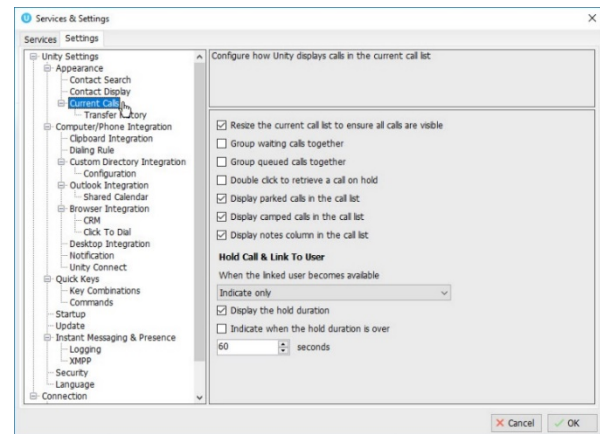 Services & Settings
Services Settings
Unity Settings
Appearance
Contact Search
Contact Display
Current Calls
Transfer History
Computer/Phone Integration
Clipboard Integration
Dialing Rule
Custom Directory Integration
Configuration
Outlook Integration
Shared Calendar
Browser Integration
CRM
Click To Dial
Desktop Integration
Notification
Unity Connect
Quick Keys
Key Combinations
Commands
Startup
Update
Instant Messaging & Presence
Logging
XMPP
Security
Language
Connection
Configure how Unity displays calls in the current call list
Resize the current call list to ensure all calls are visible
Group waiting calls together
Group queued calls together
Double click to retrieve a call on hold
Display parked calls in the call list
Display camped calls in the call list
Display notes column in the call list
Hold Call & Link To User
When the linked user becomes available
Indicate only
Display the hold duration
Indicate when the hold duration is over
60 seconds
Cancel OK